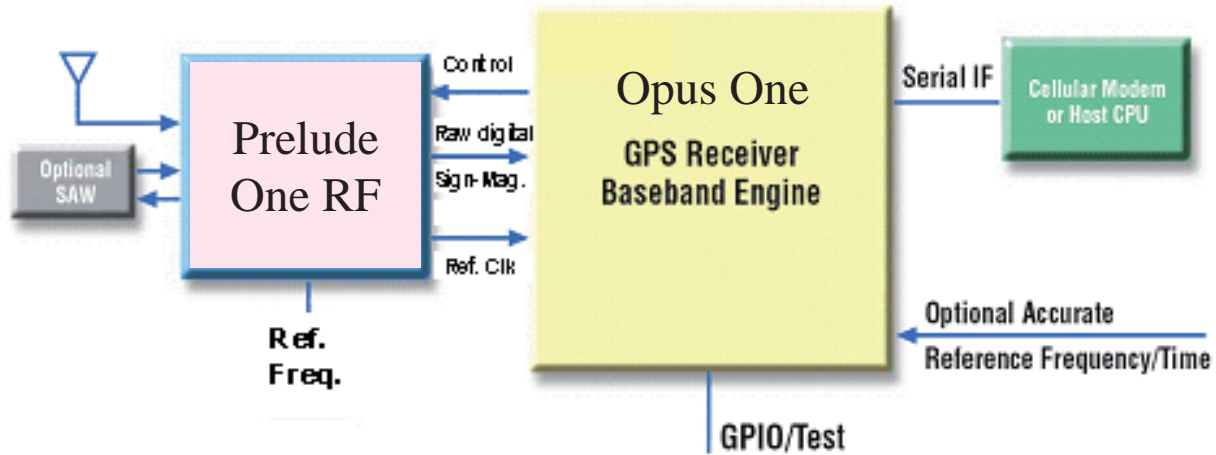 Optional
SAW
Prelude
One RF
Ref.
Freq.
Control
Raw digital
Sign-Mag.
Ref. Clk
Opus One
GPS Receiver
Baseband Engine
GPIO/Test
Serial IF
Cellular Modem
or Host CPU
Optional Accurate
Reference Frequency/Time